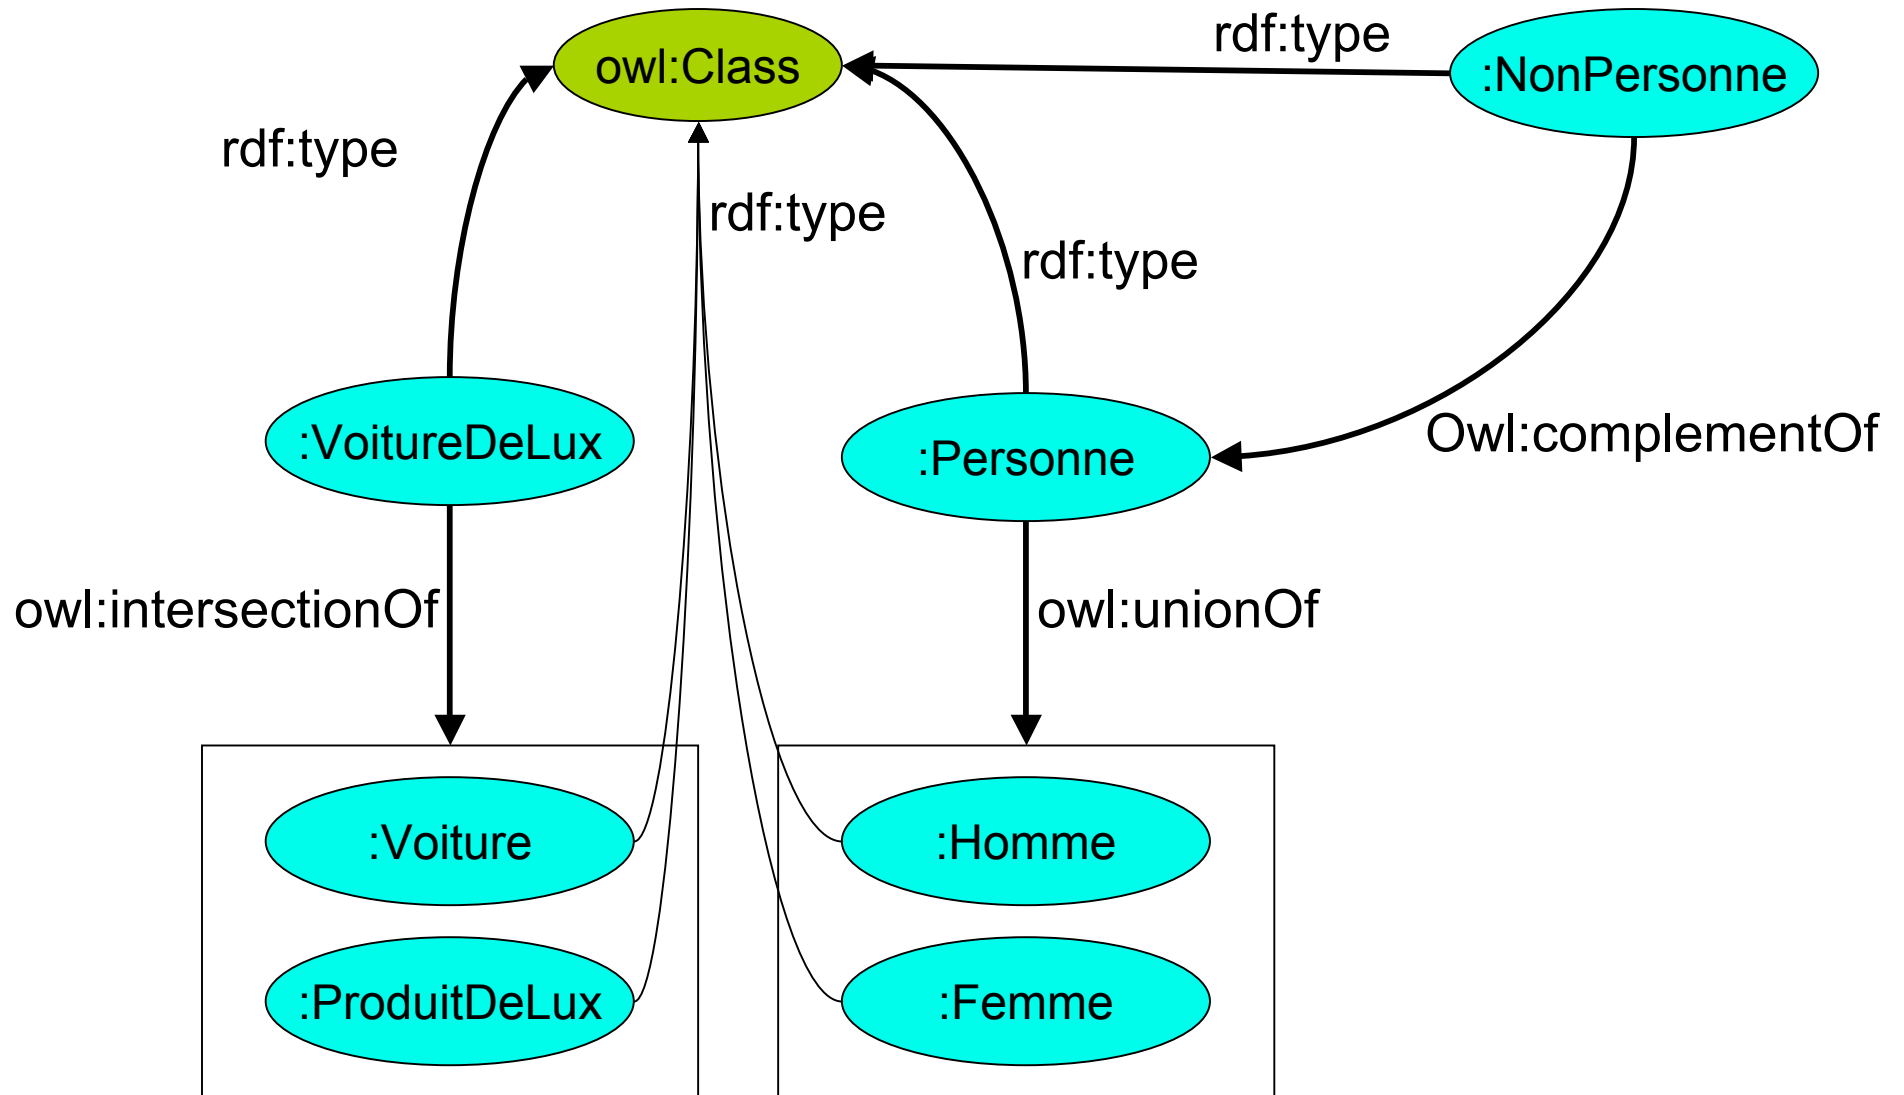 rdf:type
owl:Class
:NonPersonne
rdf:type
rdf:type
rdf:type
:VoitureDeLux
:Personne
Owl:complementOf
owl:intersectionOf
owl:unionOf
:Voiture
:Homme
:ProduitDeLux
:Femme